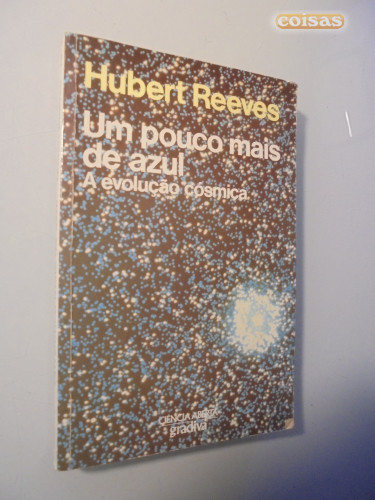 coisas
Hubert Reeves
Um pouco mais
de azul
A evolução cósmica
CIÊNCIA ABERTA
gradiva